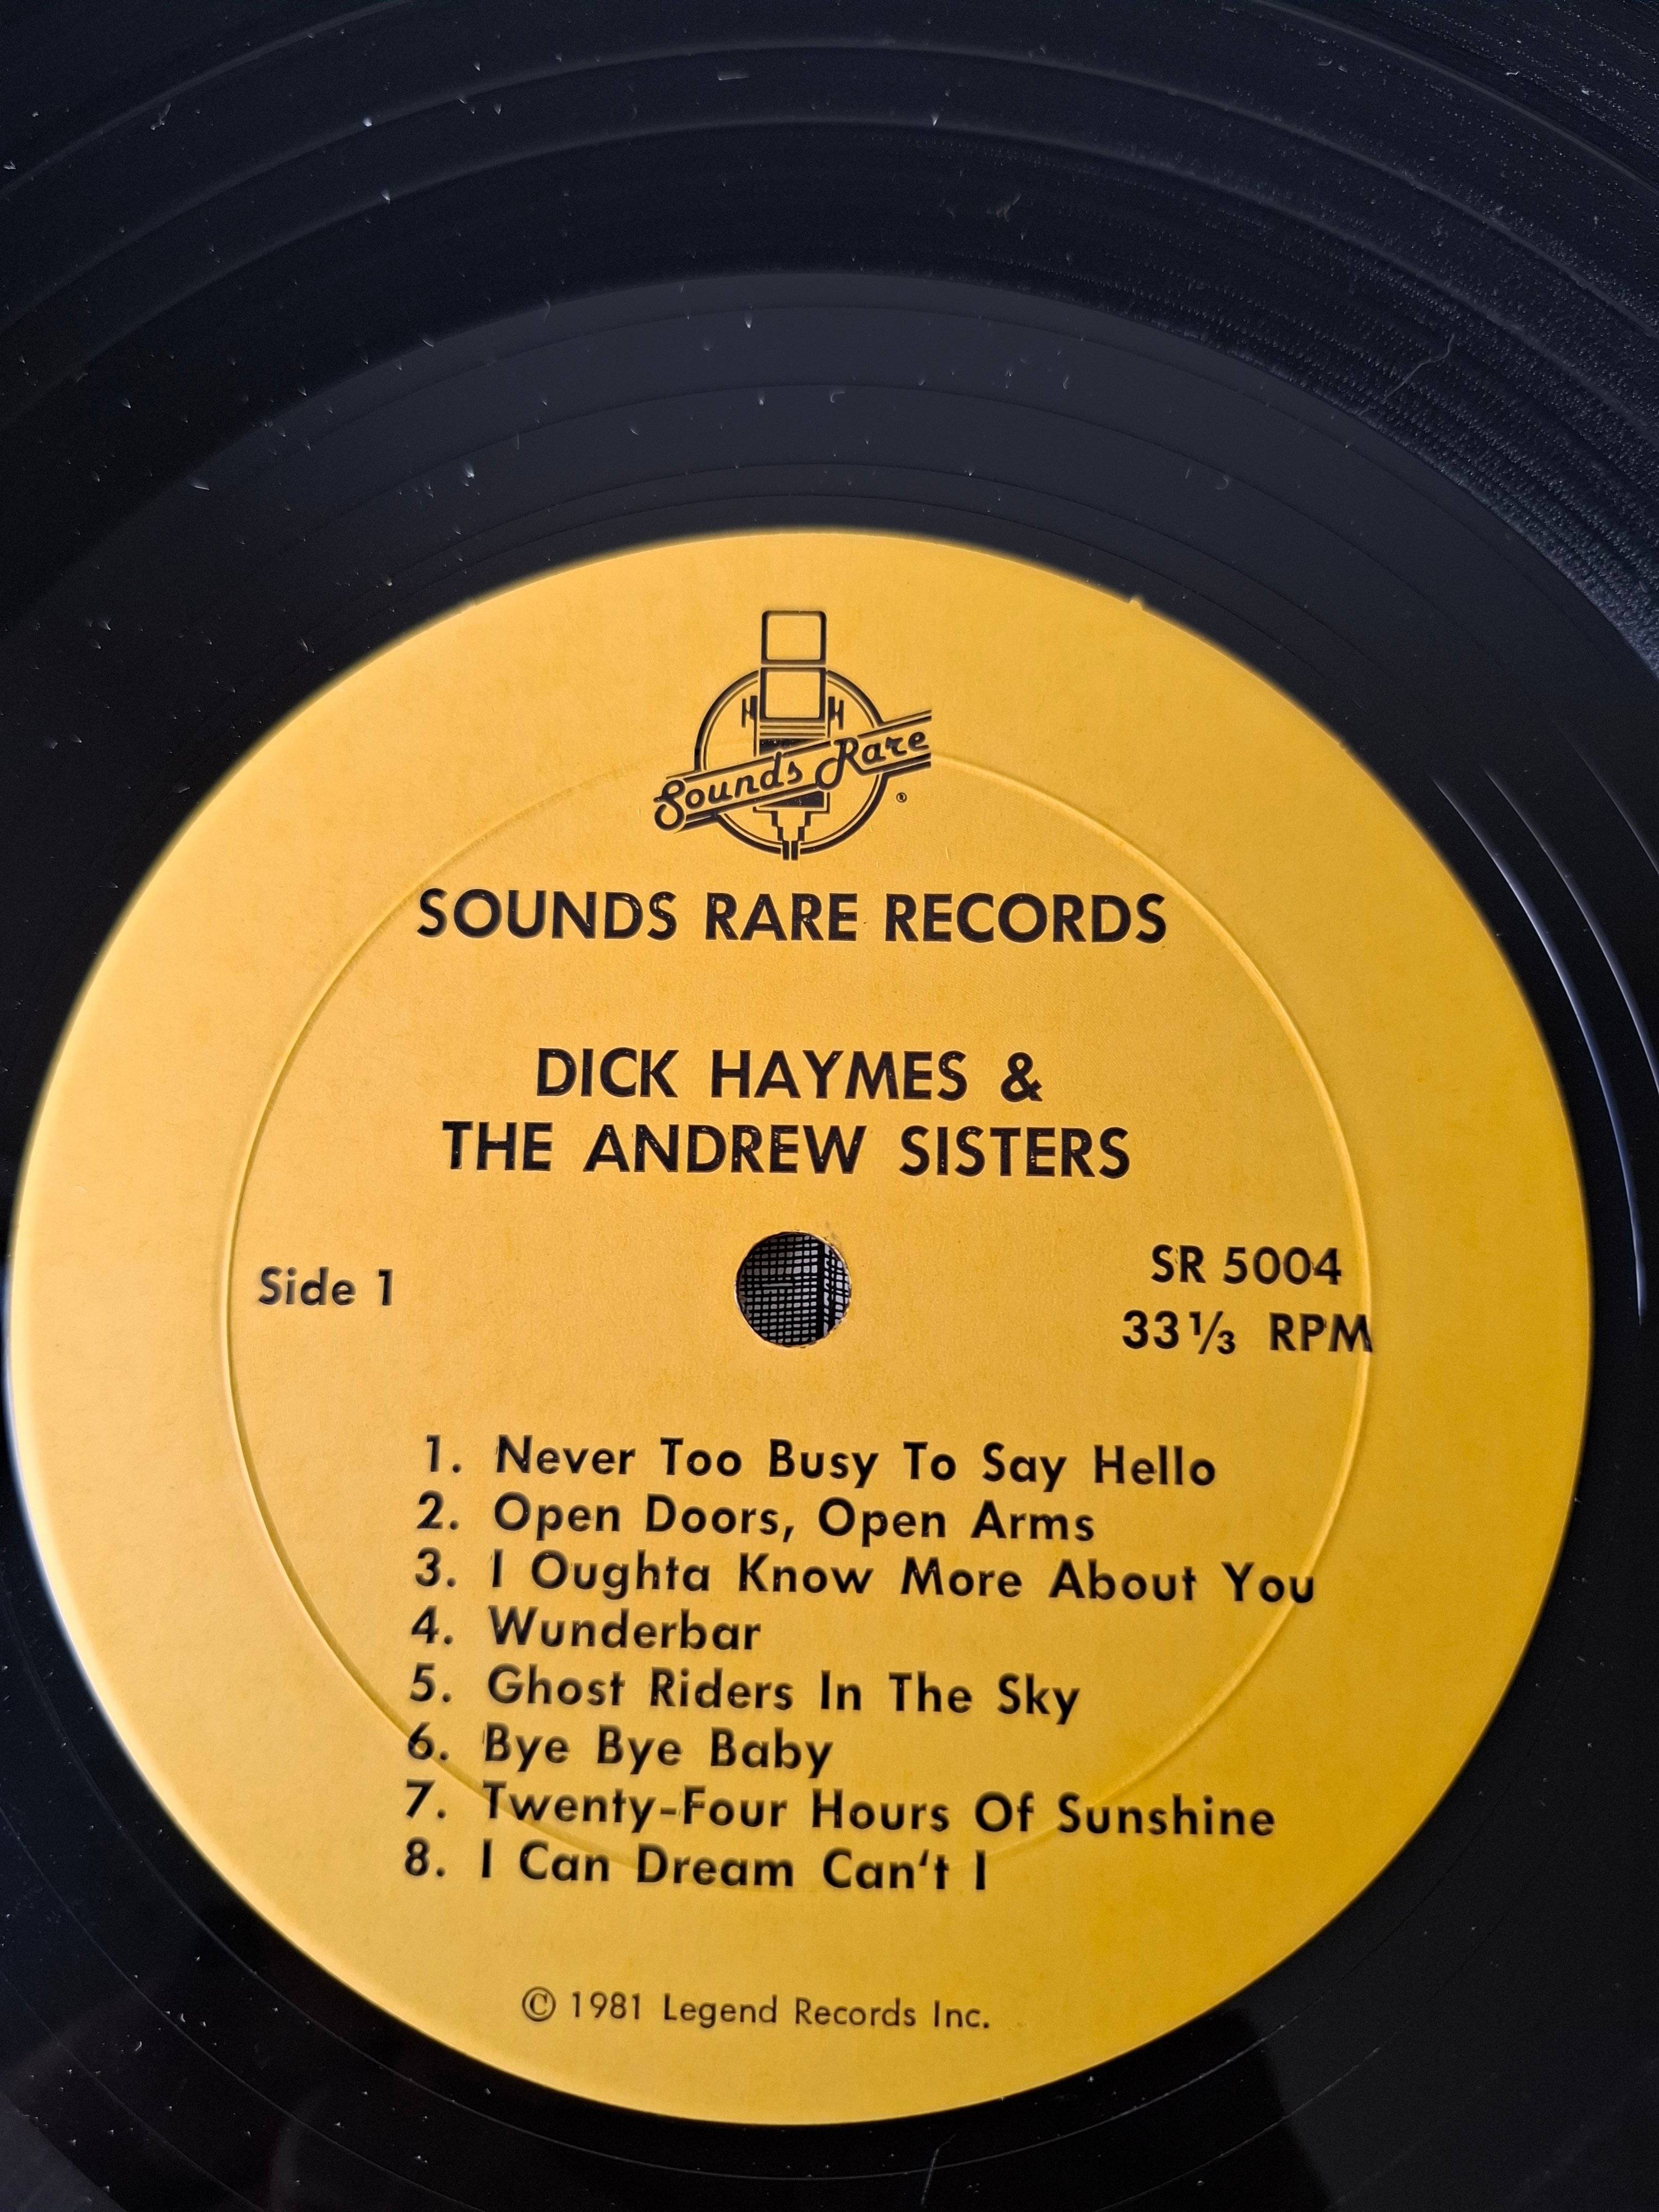 Sounds Rare
®
SOUNDS RARE RECORDS
DICK HAYMES &
THE ANDREW SISTERS
Side 1
SR 5004
33⅓ RPM
1. Never Too Busy To Say Hello
2. Open Doors, Open Arms
3. I Oughta Know More About You
4. Wunderbar
5. Ghost Riders In The Sky
6. Bye Bye Baby
7. Twenty-Four Hours Of Sunshine
8. I Can Dream Can't I
© 1981 Legend Records Inc.